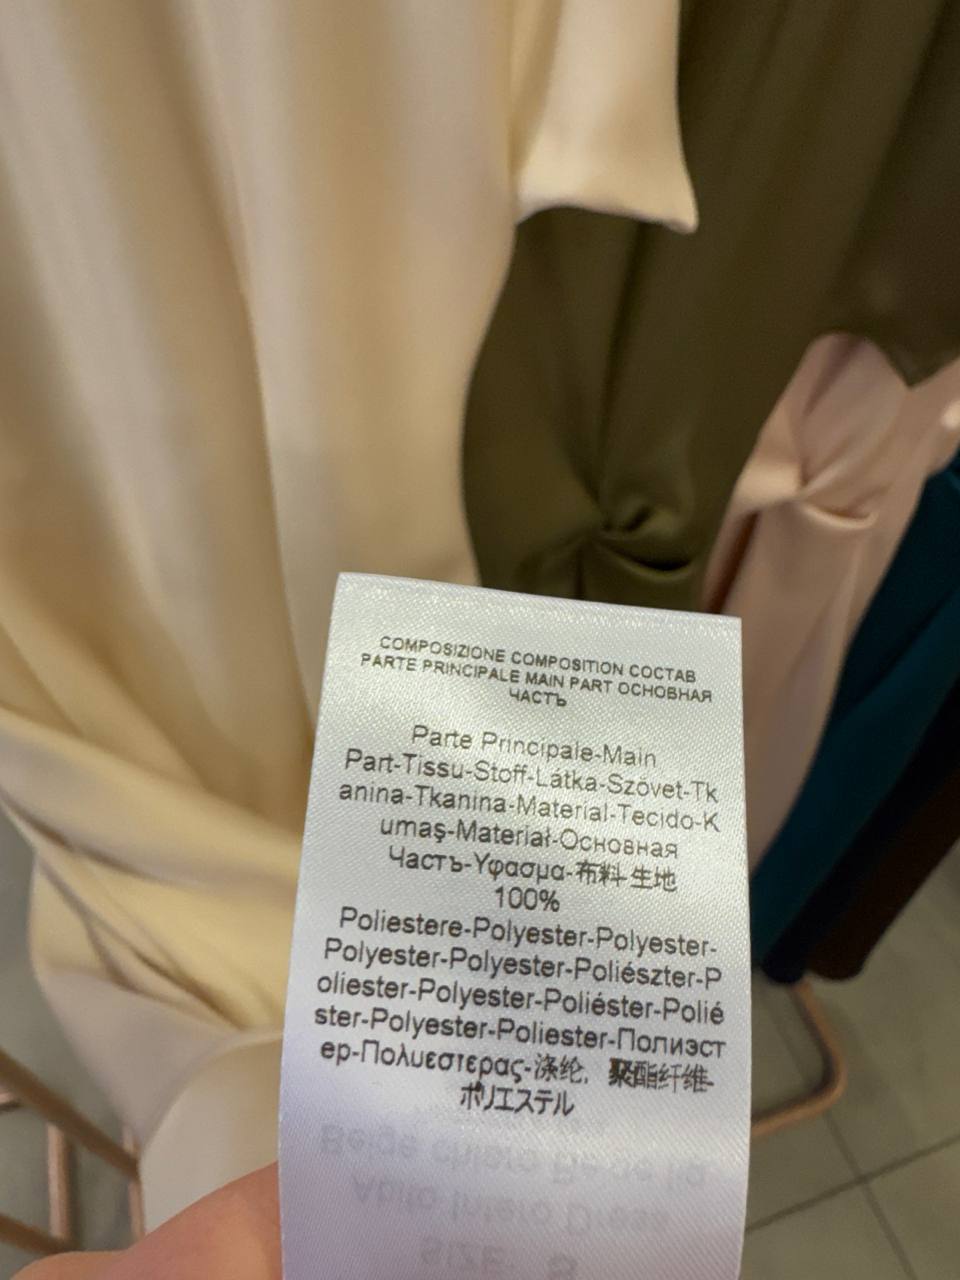 COMPOSIZIONE COMPOSITION СОСТАВ
PARTE PRINCIPALE MAIN PART ОСНОВНАЯ
ЧАСТЪ
Parte Principale-Main
Part-Tissu-Stoff-Látka-Szövet-Tk
anina-Tkanina-Material-Tecido-K
umaş-Materiał-Основная
Частъ-Υφασμα-布料-生地
100%
Poliestere-Polyester-Polyester-
Polyester-Polyester-Poliészter-P
oliester-Polyester-Poliéster-Polié
ster-Polyester-Poliester-Полиэст
ер-Πολυεστερας-涤纶, 聚酯纤维-
ポリエステル